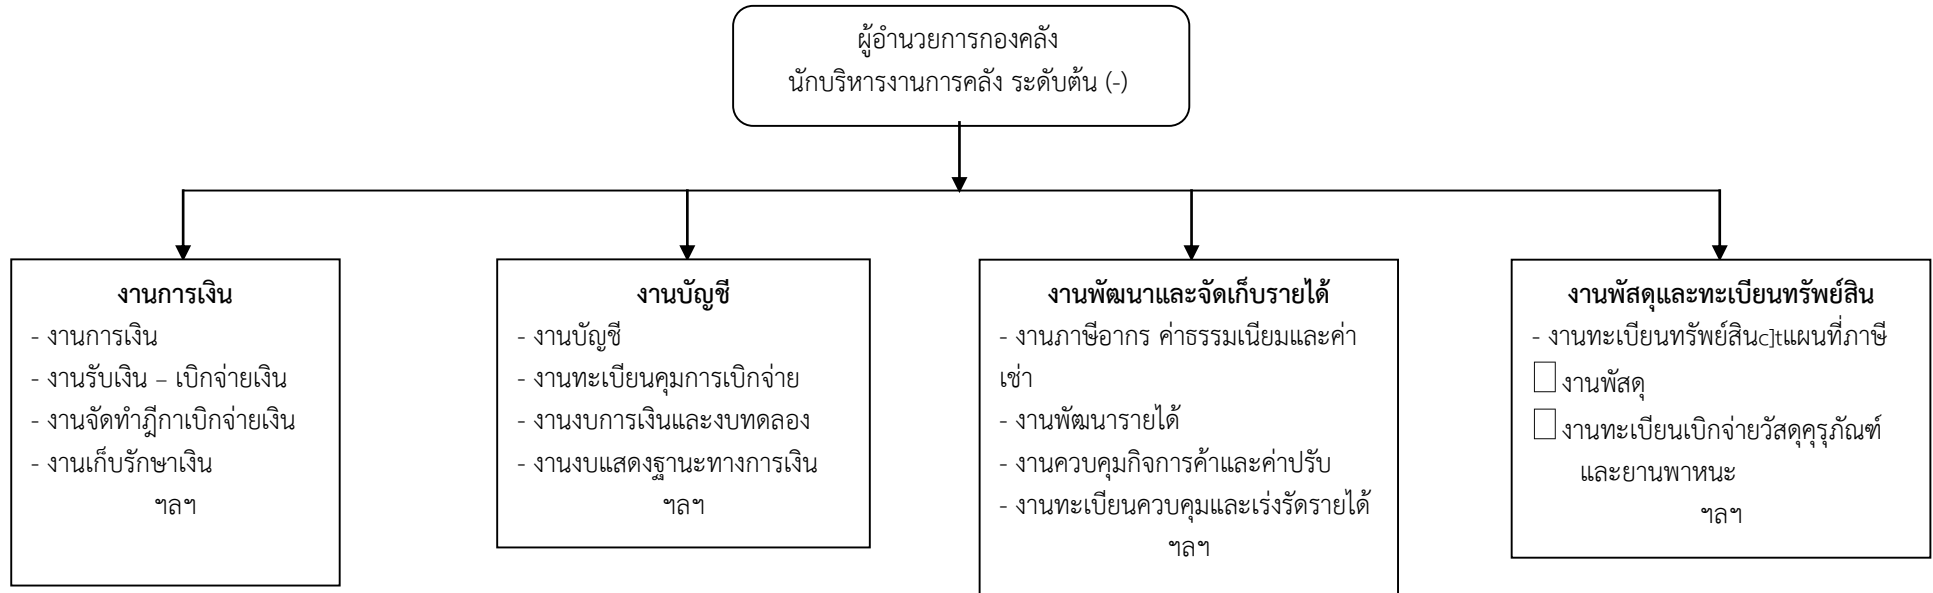 ผู้อำนวยการกองคลัง
นักบริหารงานการคลัง ระดับต้น (-)
งานการเงิน
- งานการเงิน
- งานรับเงิน – เบิกจ่ายเงิน
- งานจัดทำฎีกาเบิกจ่ายเงิน
- งานเก็บรักษาเงิน
ฯลฯ
งานบัญชี
- งานบัญชี
- งานทะเบียนคุมการเบิกจ่าย
- งานงบการเงินและงบทดลอง
- งานงบแสดงฐานะทางการเงิน
ฯลฯ
งานพัฒนาและจัดเก็บรายได้
- งานภาษีอากร ค่าธรรมเนียมและค่า
เช่า
- งานพัฒนารายได้
- งานควบคุมกิจการค้าและค่าปรับ
- งานทะเบียนควบคุมและเร่งรัดรายได้
ฯลฯ
งานพัสดุและทะเบียนทรัพย์สิน
- งานทะเบียนทรัพย์สินc]tแผนที่ภาษี
งานพัสดุ
งานทะเบียนเบิกจ่ายวัสดุคุรุภัณฑ์
และยานพาหนะ
ฯลฯ